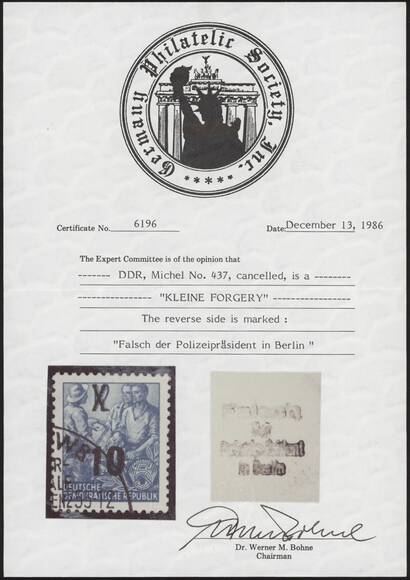 Germany Philatelic Society, Inc.
Certificate No. 6196
Date: December 13, 1986
The Expert Committee is of the opinion that
------- DDR, Michel No. 437, cancelled, is a --------
---------------- "KLEINE FORGERY" -----------------
The reverse side is marked :
"Falsch der Polizeipräsident in Berlin "
X
10
DEUTSCHE
DEMOKRATISCHE REPUBLIK
in Berlin
Dr. Werner M. Bohne
Chairman